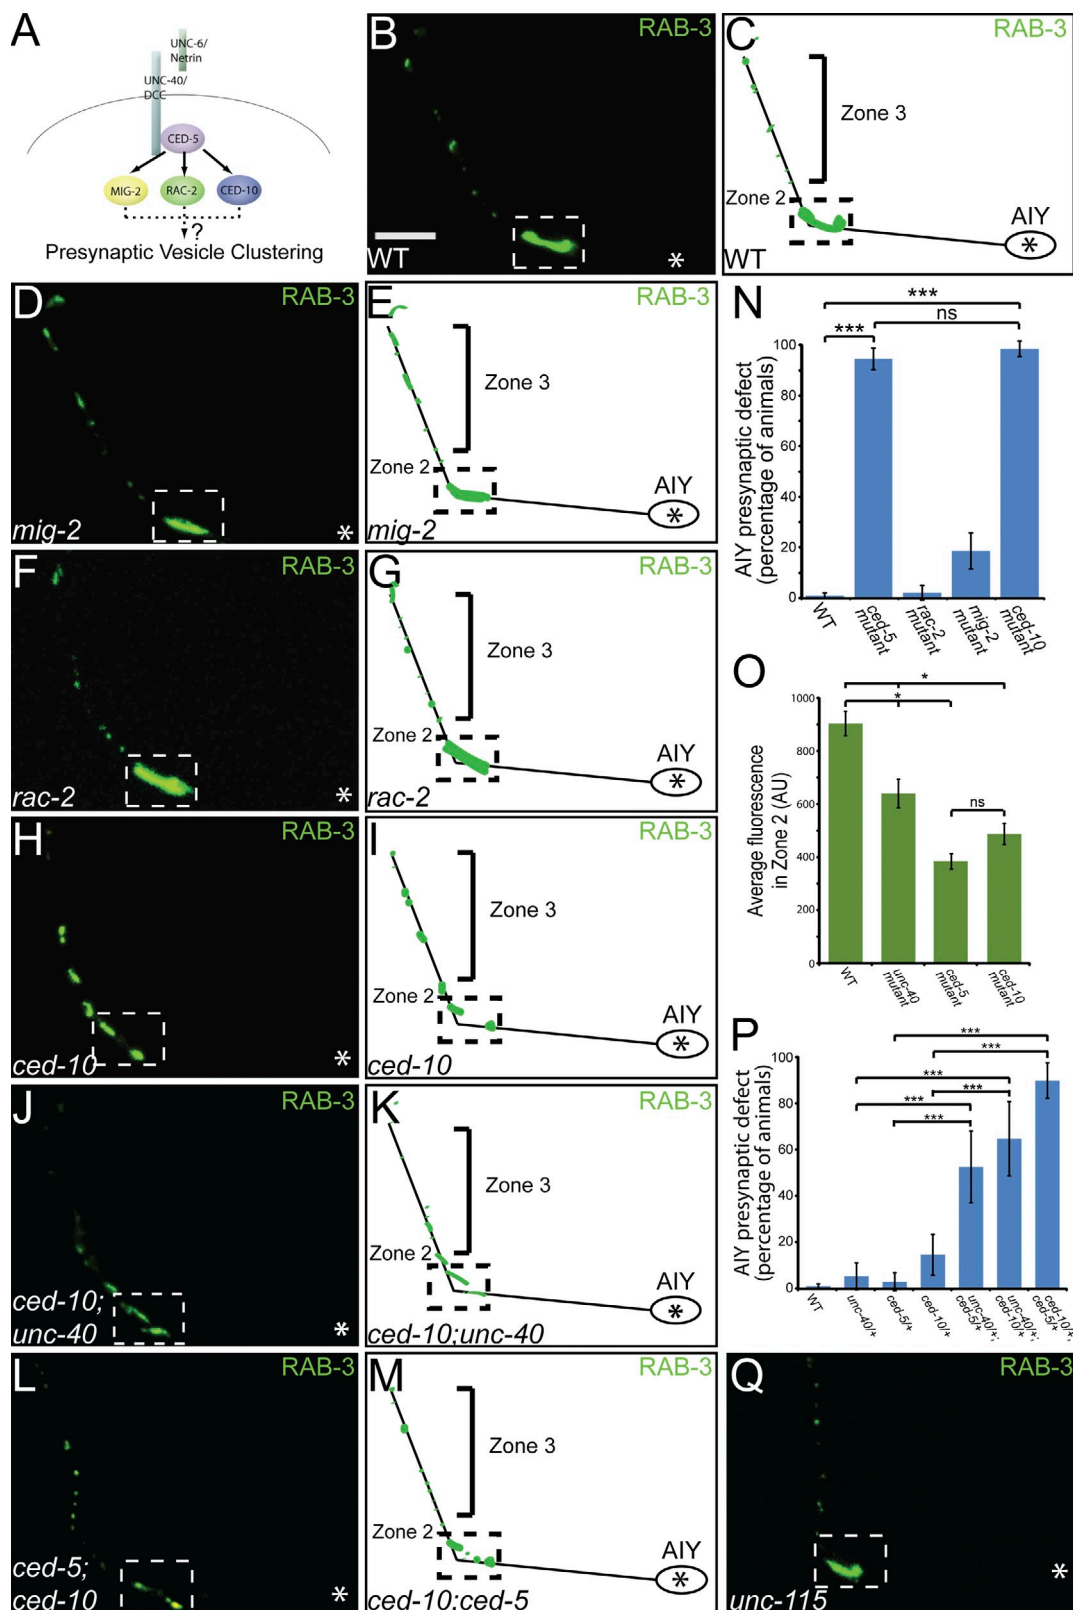 A
UNC-6/
Netrin
UNC-40/
DCC
CED-5
MIG-2
RAC-2
CED-10
?
Presynaptic Vesicle Clustering
B
RAB-3
WT
*
C
RAB-3
Zone 3
Zone 2
AIY
*
WT
D
RAB-3
mig-2
*
E
RAB-3
Zone 3
Zone 2
AIY
*
mig-2
F
RAB-3
rac-2
*
G
RAB-3
Zone 3
Zone 2
AIY
*
rac-2
H
RAB-3
ced-10
*
I
RAB-3
Zone 3
Zone 2
AIY
*
ced-10
J
RAB-3
ced-10;
unc-40
*
K
RAB-3
Zone 3
Zone 2
AIY
*
ced-10;unc-40
L
RAB-3
ced-5;
ced-10
*
M
RAB-3
Zone 3
Zone 2
AIY
*
ced-10;ced-5
N
AIY presynaptic defect
(percentage of animals)
***
ns
***
100
80
60
40
20
0
WT
ced-5
mutant
rac-2
mutant
mig-2
mutant
ced-10
mutant
O
Average fluorescence
in Zone 2 (AU)
*
*
ns
1000
800
600
400
200
0
WT
unc-40
mutant
ced-5
mutant
ced-10
mutant
P
AIY presynaptic defect
(percentage of animals)
***
***
***
***
***
***
100
80
60
40
20
0
WT
unc-40/+
ced-5/+
ced-10/+
unc-40/+;
ced-5/+
unc-40/+;
ced-10/+
ced-10/+;
ced-5/+
Q
RAB-3
unc-115
*